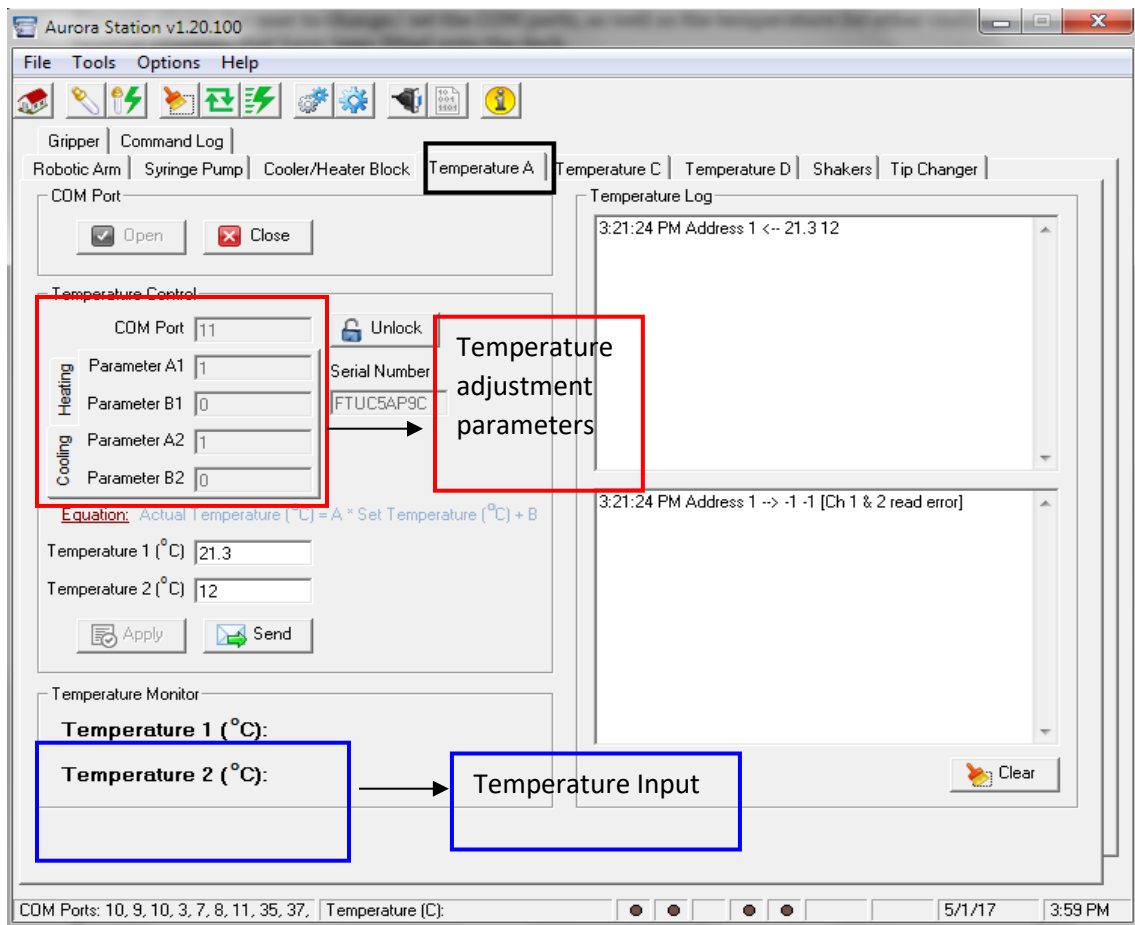 Aurora Station v1.20.100
File Tools Options Help
Gripper Command Log
Robotic Arm Syringe Pump Cooler/Heater Block Temperature A Temperature C Temperature D Shakers Tip Changer
COM Port
Open Close
Temperature Control
COM Port 11 Unlock
Heating
Parameter A1 1
Serial Number
Parameter B1 0
FTUC5AP9C
Cooling
Parameter A2 1
Parameter B2 0
Equation: Actual Temperature (°C) = A * Set Temperature (°C) + B
Temperature 1 (°C) 21.3
Temperature 2 (°C) 12
Apply Send
Temperature Monitor
Temperature 1 (°C):
Temperature 2 (°C):
Temperature
adjustment
parameters
Temperature Input
Temperature Log
3:21:24 PM Address 1 <-- 21.3 12
3:21:24 PM Address 1 --> -1 -1 [Ch 1 & 2 read error]
Clear
COM Ports: 10, 9, 10, 3, 7, 8, 11, 35, 37, Temperature (C): 5/1/17 3:59 PM